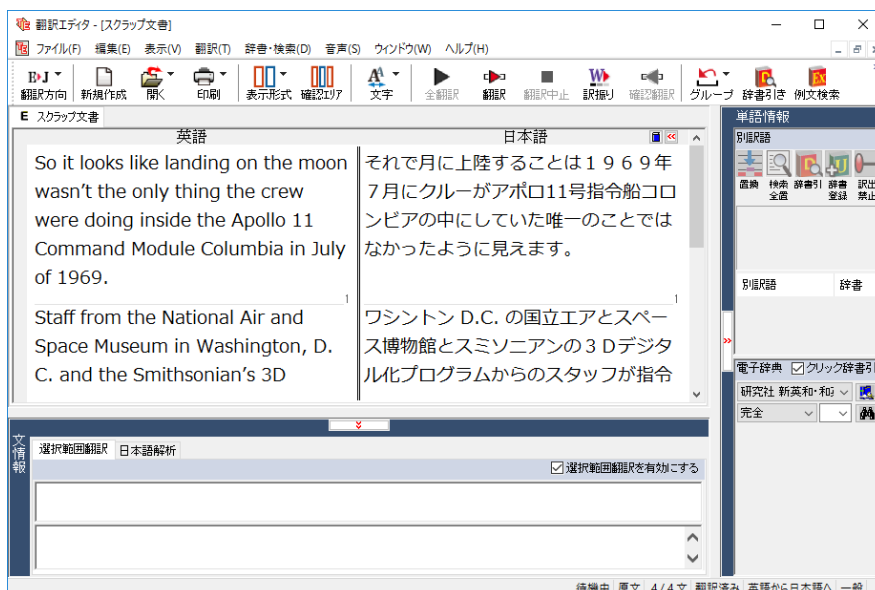 翻訳エディタ - [スクラップ文書]
ファイル(F) 編集(E) 表示(V) 翻訳(T) 辞書・検索(D) 音声(S) ウィンドウ(W) ヘルプ(H)
E▸J
翻訳方向 新規作成 開く 印刷 表示形式 確認エリア 文字 全翻訳 翻訳 翻訳中止 訳振り 確認翻訳 グループ 辞書引き 例文検索
E スクラップ文書
英語 日本語
So it looks like landing on the moon
wasn't the only thing the crew
were doing inside the Apollo 11
Command Module Columbia in July
of 1969.
1
それで月に上陸することは１９６９年
７月にクルーがアポロ11号指令船コロ
ンビアの中にしていた唯一のことでは
なかったように見えます。
1
Staff from the National Air and
Space Museum in Washington, D.
C. and the Smithsonian's 3D
ワシントン D.C. の国立エアとスペー
ス博物館とスミソニアンの３Ｄデジタ
ル化プログラムからのスタッフが指令
単語情報
別訳語
置換 検索全置 辞書引 辞書登録 訳出禁止
別訳語 辞書
電子辞典 クリック辞書引
研究社 新英和・和
完全
文情報
選択範囲翻訳 日本語解析
選択範囲翻訳を有効にする
待機中 原文 4/4文 翻訳済み 英語から日本語へ 一般